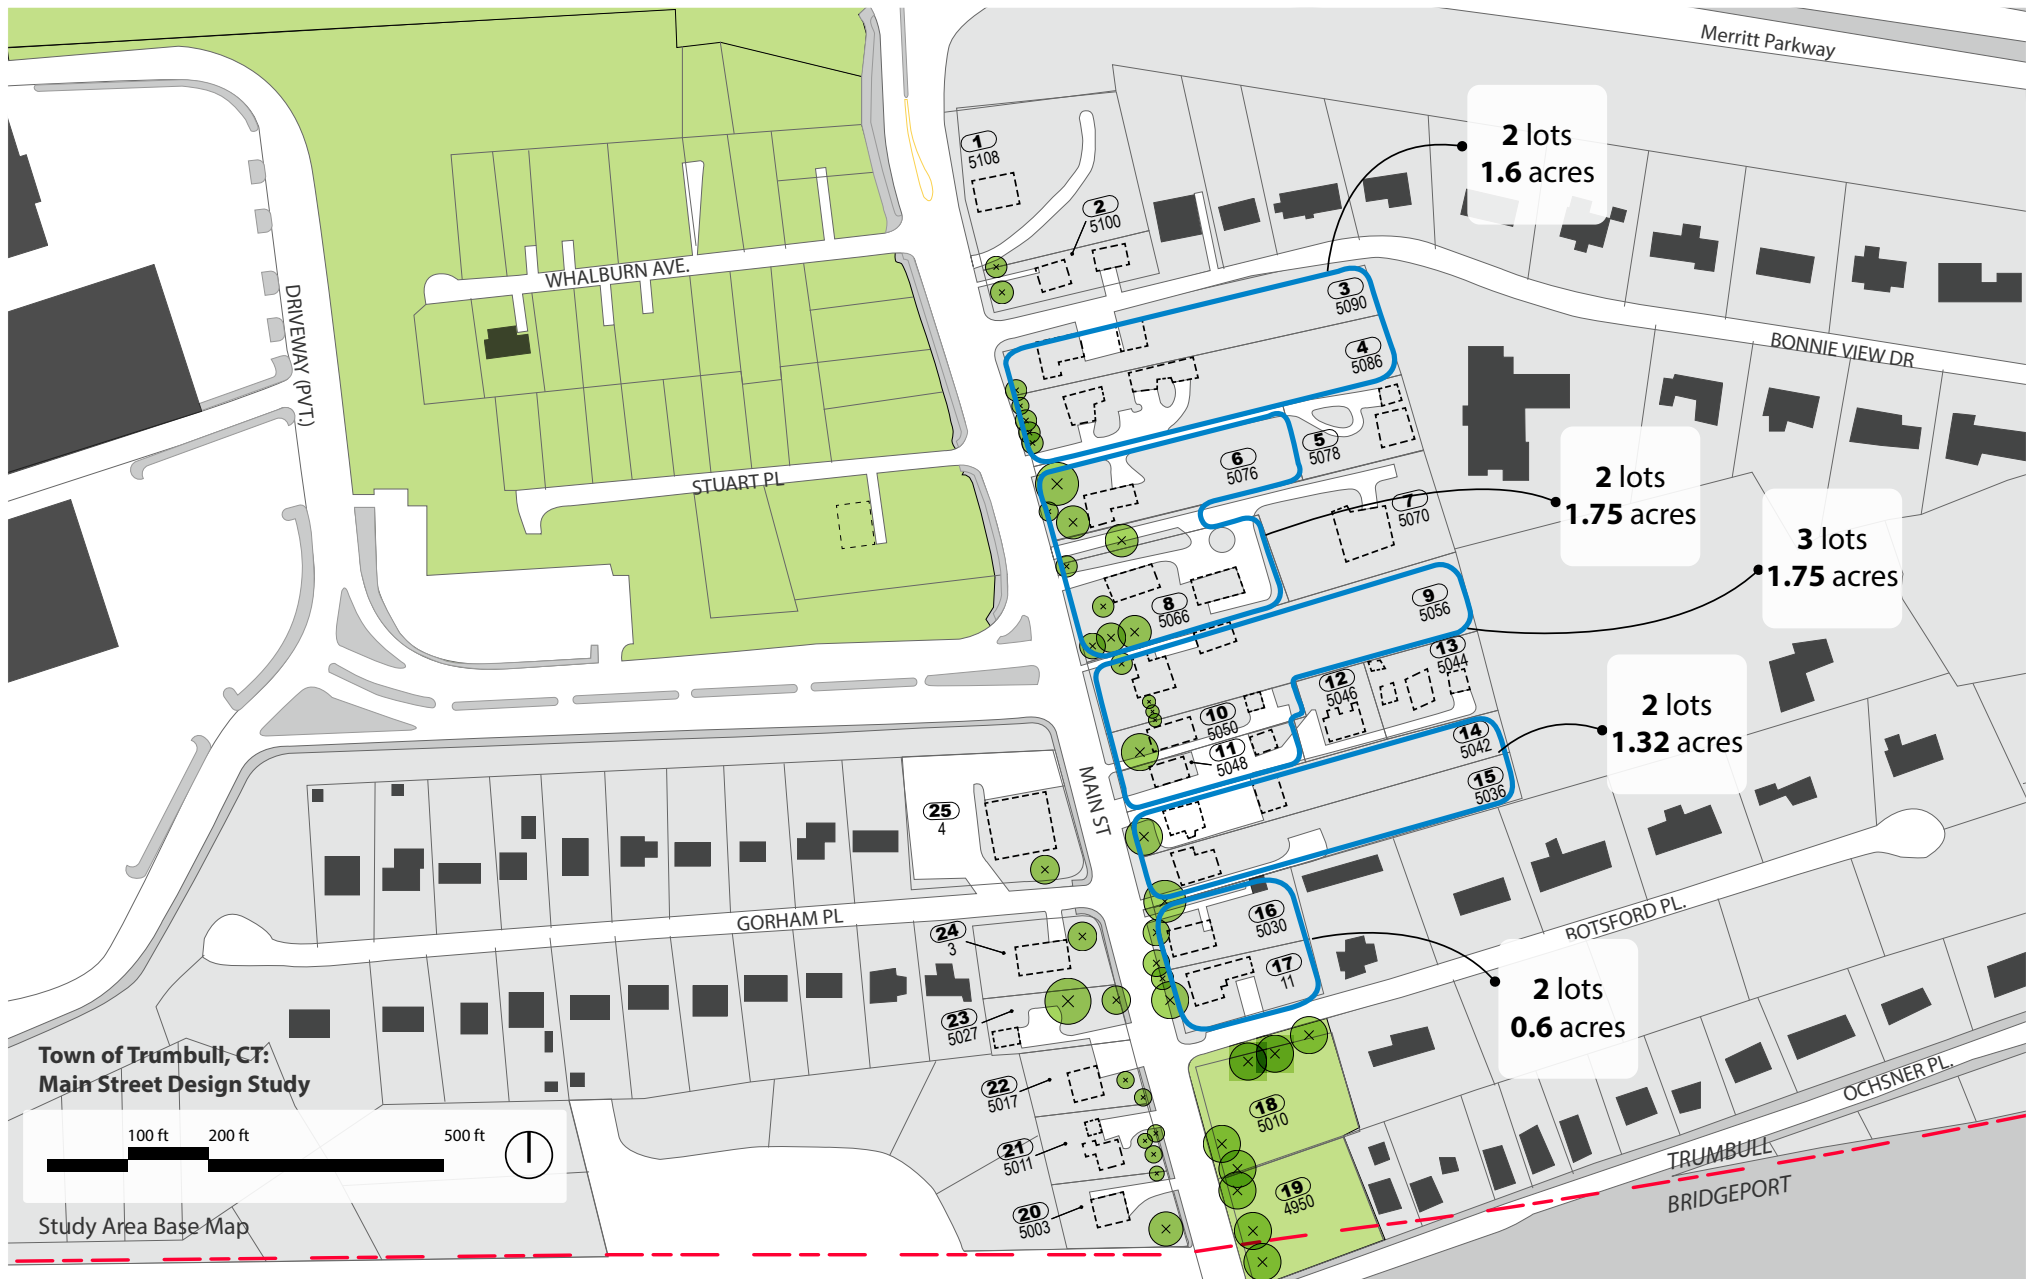 Merritt Parkway
2 lots
1.6 acres
1
5108
2
5100
WHALBURN AVE.
DRIVEWAY (PVT.)
3
5090
4
5086
BONNIE VIEW DR
5
5078
6
5076
2 lots
1.75 acres
STUART PL
7
5070
3 lots
1.75 acres
8
5066
9
5056
13
5044
12
5046
10
5050
11
5048
14
5042
15
5036
2 lots
1.32 acres
MAIN ST
25
4
GORHAM PL
16
5030
17
11
BOTSFORD PL.
24
3
2 lots
0.6 acres
23
5027
22
5017
18
5010
OCHSNER PL.
21
5011
TRUMBULL
BRIDGEPORT
19
4950
20
5003
Town of Trumbull, CT:
Main Street Design Study
100 ft 200 ft 500 ft
Study Area Base Map